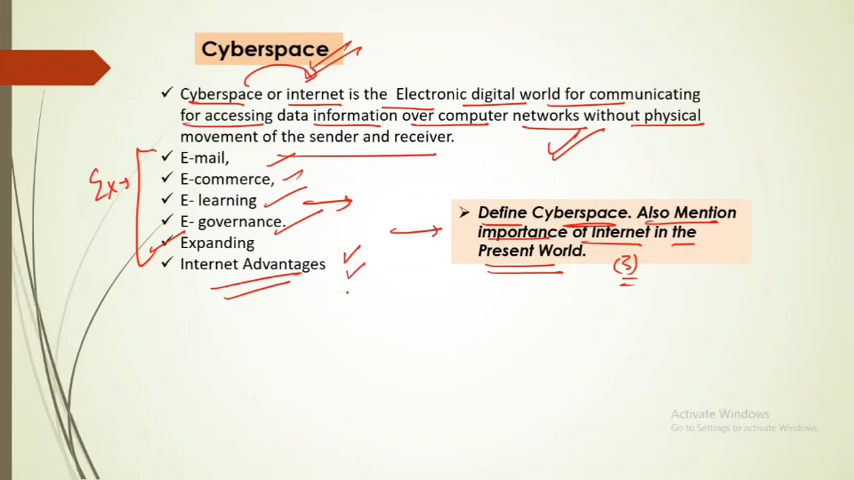 Cyberspace
Cyberspace or internet is the Electronic digital world for communicating
for accessing data information over computer networks without physical
movement of the sender and receiver.
E-mail,
E-commerce,
E- learning
E- governance.
Expanding
Internet Advantages
Ex→
Define Cyberspace. Also Mention
importance of Internet in the
Present World.
(3)
Activate Windows
Go to Settings to activate Windows.